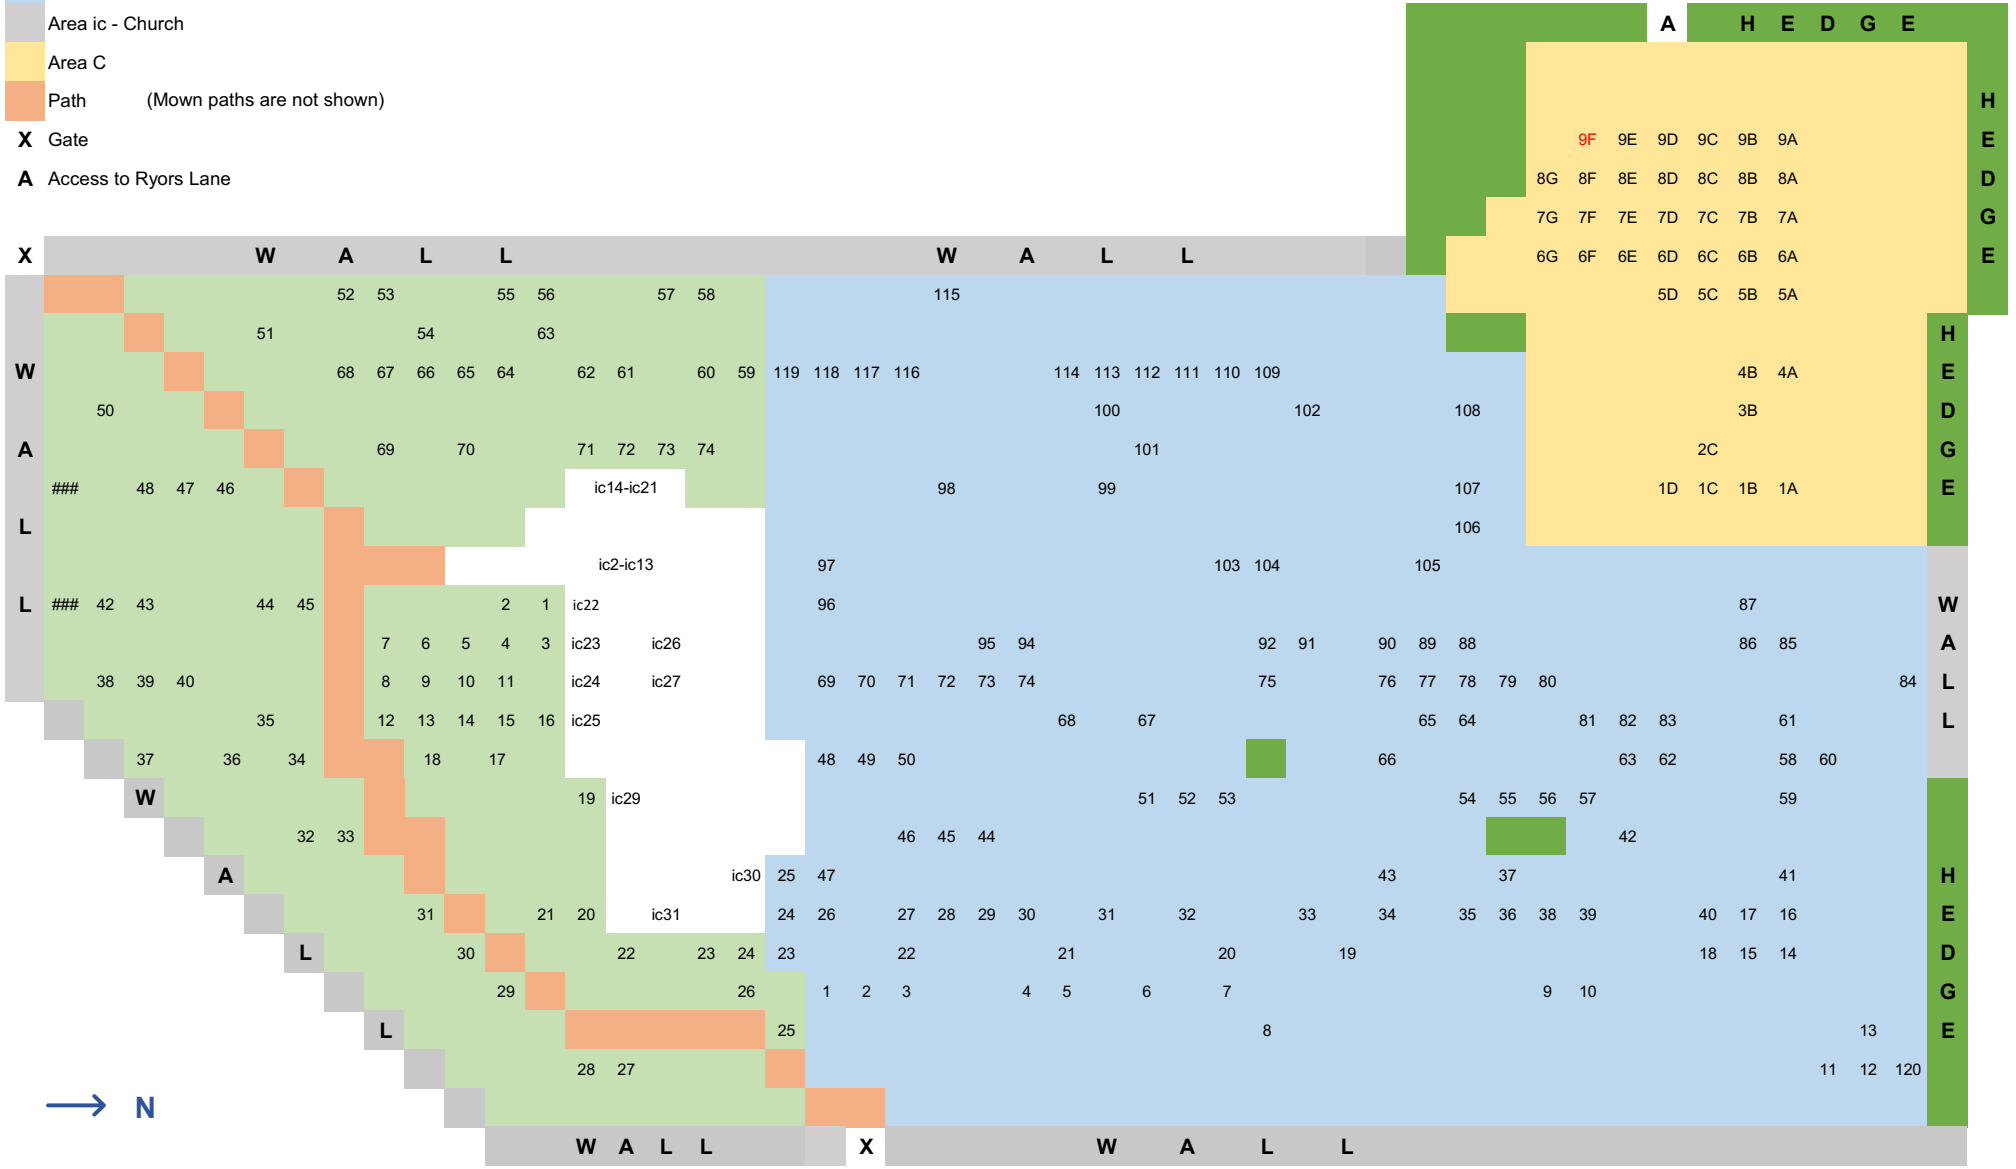 Area ic - Church
A H E D G E
Area C
Path (Mown paths are not shown) H
X Gate 9F 9E 9D 9C 9B 9A E
A Access to Ryors Lane 8G 8F 8E 8D 8C 8B 8A D
7G 7F 7E 7D 7C 7B 7A G
X W A L L W A L L 6G 6F 6E 6D 6C 6B 6A E
52 53 55 56 57 58 115 5D 5C 5B 5A
51 54 63 H
W 68 67 66 65 64 62 61 60 59 119 118 117 116 114 113 112 111 110 109 4B 4A E
50 100 102 108 3B D
A 69 70 71 72 73 74 101 2C G
### 48 47 46 ic14-ic21 98 99 107 1D 1C 1B 1A E
L 106
ic2-ic13 97 103 104 105
L ### 42 43 44 45 2 1 ic22 96 87 W
7 6 5 4 3 ic23 ic26 95 94 92 91 90 89 88 86 85 A
38 39 40 8 9 10 11 ic24 ic27 69 70 71 72 73 74 75 76 77 78 79 80 84 L
35 12 13 14 15 16 ic25 68 67 65 64 81 82 83 61 L
37 36 34 18 17 48 49 50 66 63 62 58 60
W 19 ic29 51 52 53 54 55 56 57 59
32 33 46 45 44 42
A ic30 25 47 43 37 41 H
31 21 20 ic31 24 26 27 28 29 30 31 32 33 34 35 36 38 39 40 17 16 E
L 30 22 23 24 23 22 21 20 19 18 15 14 D
29 26 1 2 3 4 5 6 7 9 10 G
L 25 8 13 E
28 27 11 12 120
N
W A L L X W A L L